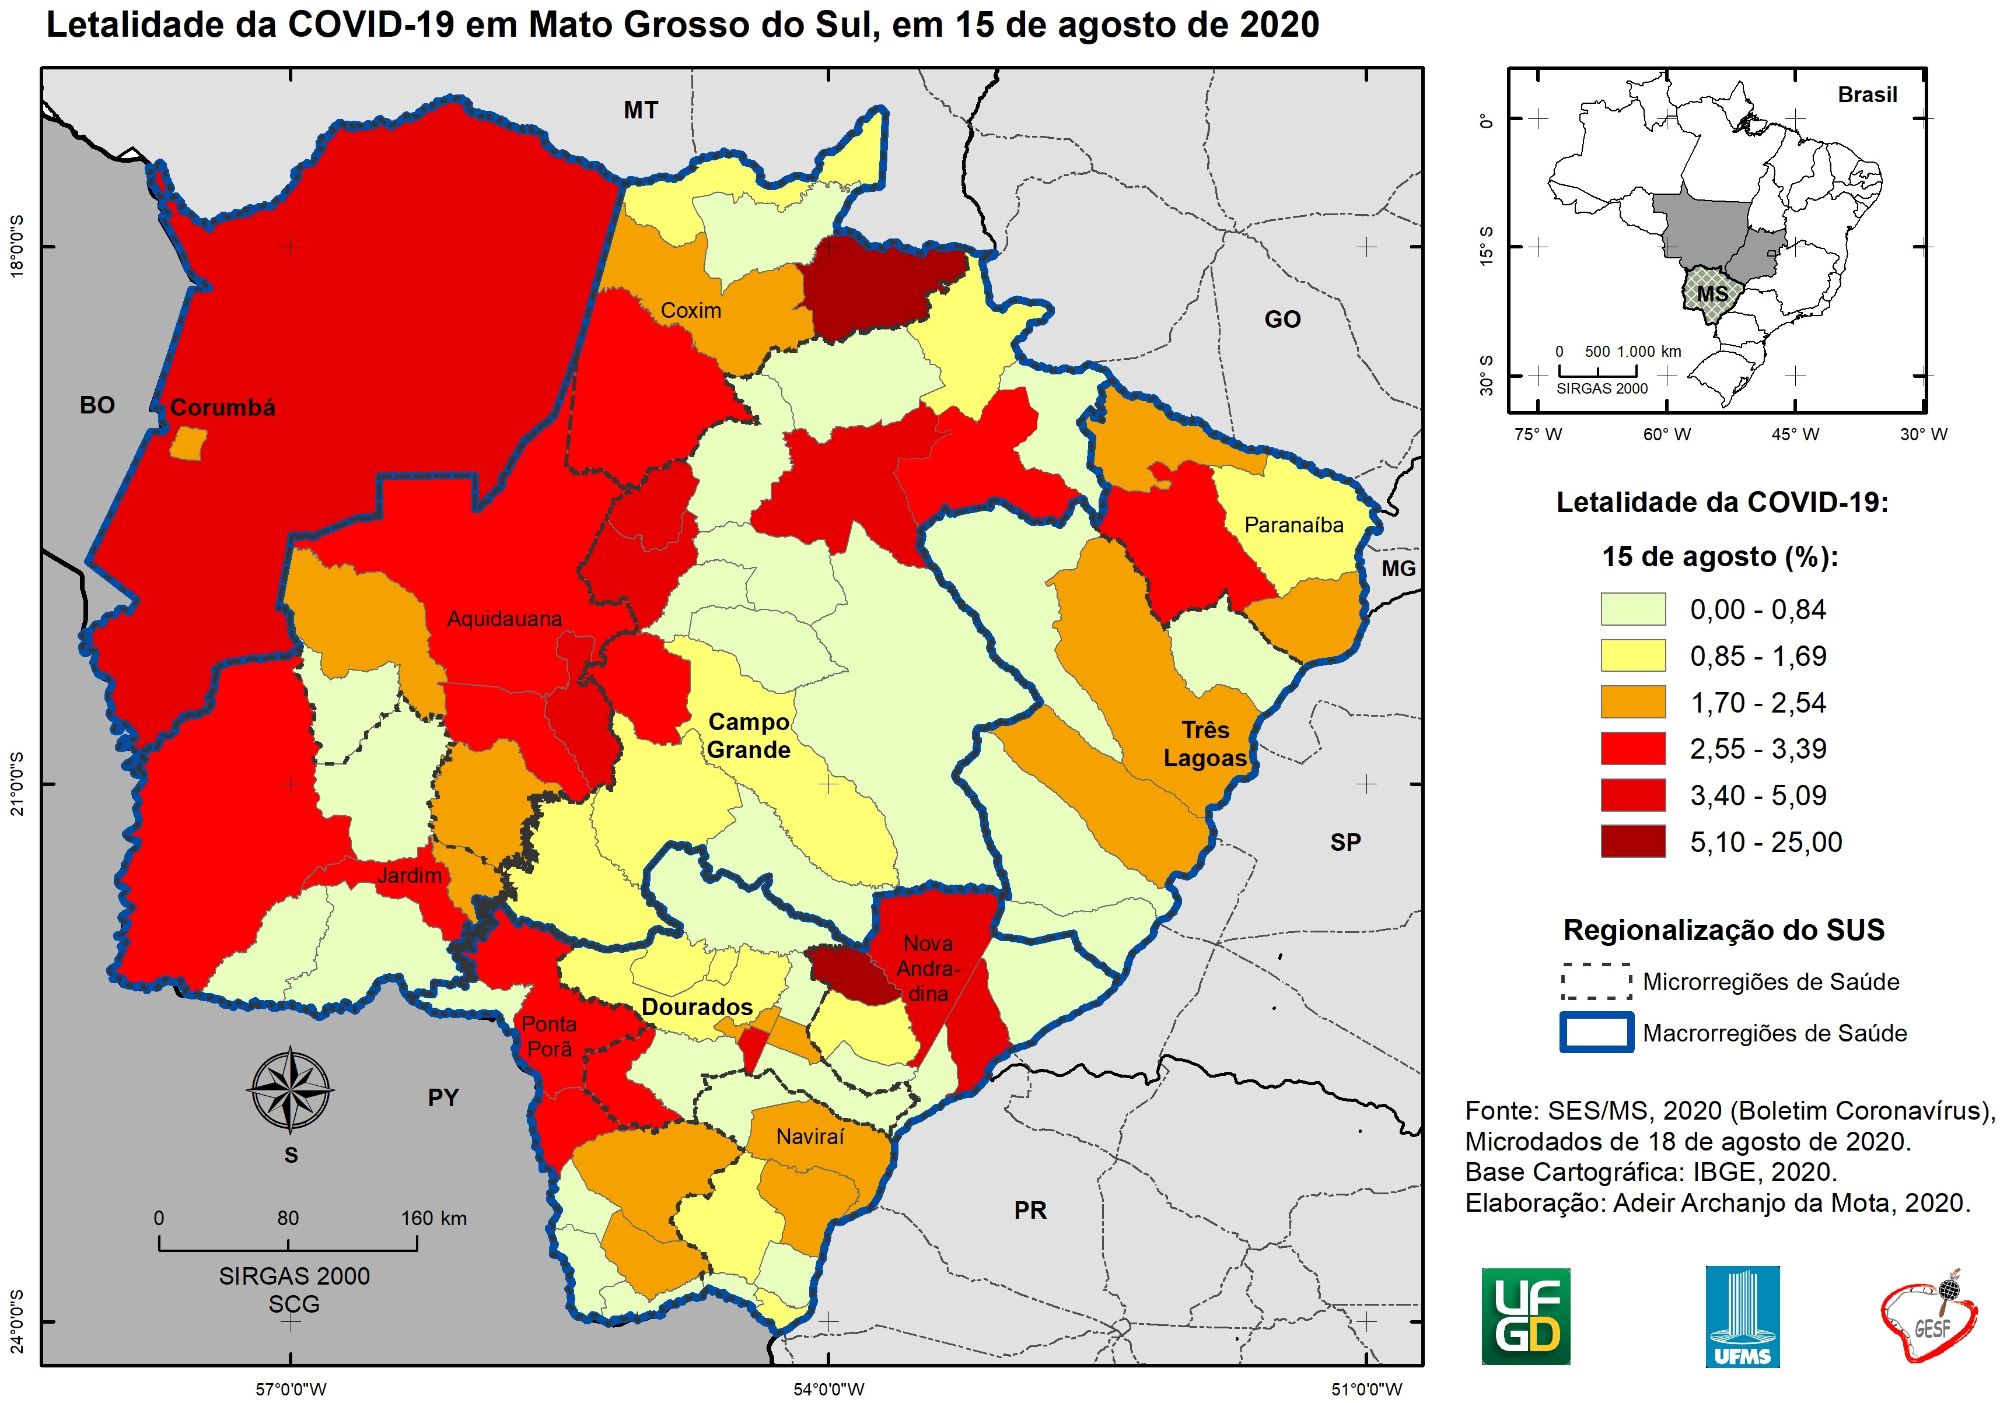 Letalidade da COVID-19 em Mato Grosso do Sul, em 15 de agosto de 2020
MT
GO
BO
MG
SP
PY
PR
Coxim
Corumbá
Paranaíba
Aquidauana
Campo
Grande
Três
Lagoas
Jardim
Nova
Andra-
dina
Dourados
Ponta
Porã
Naviraí
S
0 80 160 km
SIRGAS 2000
SCG
18°0'0"S
21°0'0"S
24°0'0"S
57°0'0"W
54°0'0"W
51°0'0"W
Brasil
MS
0 500 1.000 km
SIRGAS 2000
0°
15° S
30° S
75° W
60° W
45° W
30° W
Letalidade da COVID-19:
15 de agosto (%):
0,00 - 0,84
0,85 - 1,69
1,70 - 2,54
2,55 - 3,39
3,40 - 5,09
5,10 - 25,00
Regionalização do SUS
Microrregiões de Saúde
Macrorregiões de Saúde
Fonte: SES/MS, 2020 (Boletim Coronavírus),
Microdados de 18 de agosto de 2020.
Base Cartográfica: IBGE, 2020.
Elaboração: Adeir Archanjo da Mota, 2020.
UF
GD
UFMS
GESF